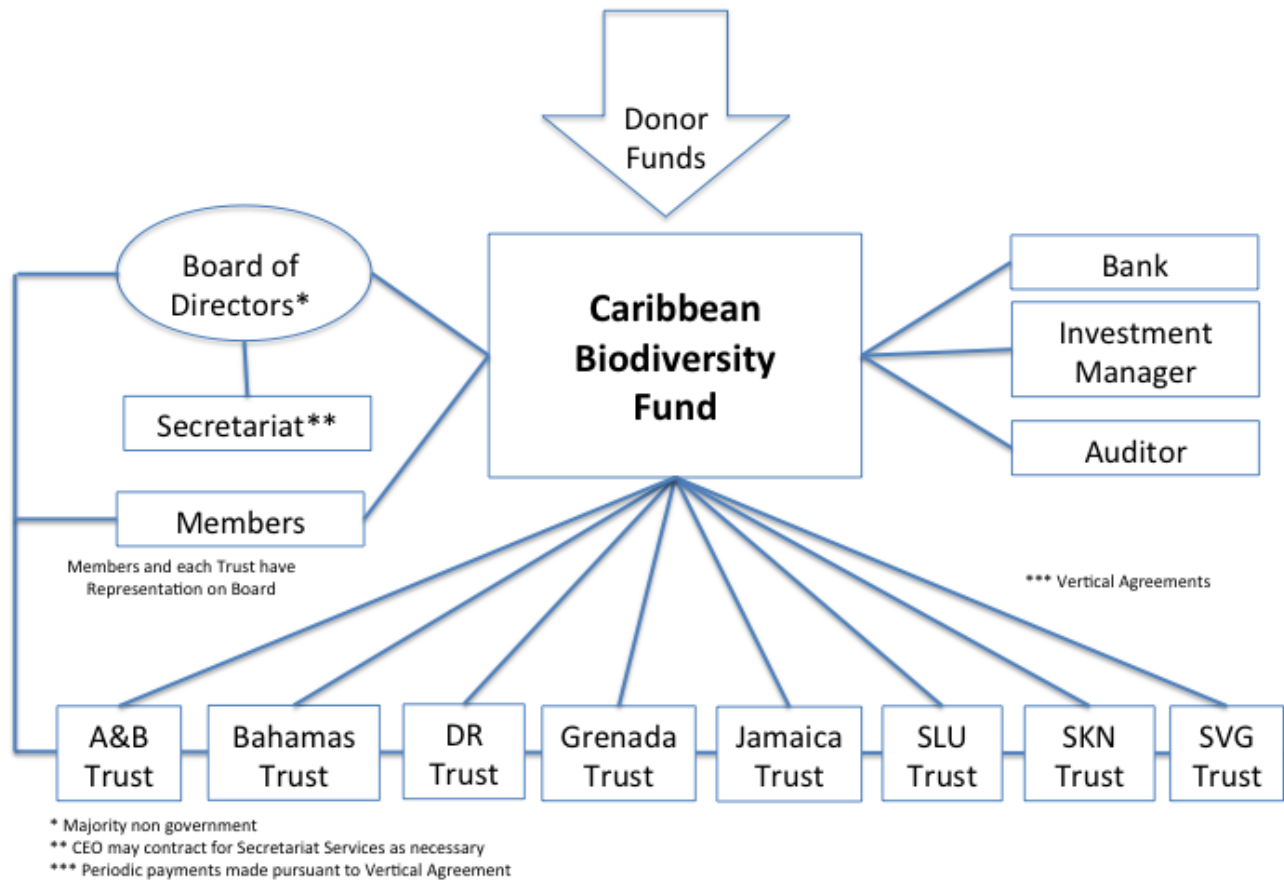 Donor
Funds
Board of
Directors*
Secretariat**
Members
Members and each Trust have
Representation on Board
Caribbean
Biodiversity
Fund
Bank
Investment
Manager
Auditor
*** Vertical Agreements
A&B
Trust
Bahamas
Trust
DR
Trust
Grenada
Trust
Jamaica
Trust
SLU
Trust
SKN
Trust
SVG
Trust
* Majority non government
** CEO may contract for Secretariat Services as necessary
*** Periodic payments made pursuant to Vertical Agreement